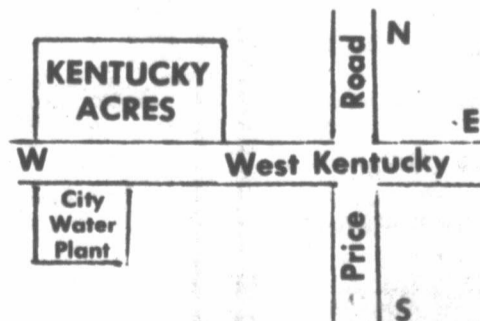 N
KENTUCKY
ACRES
Road
E
W
West Kentucky
City
Water
Plant
Price
S